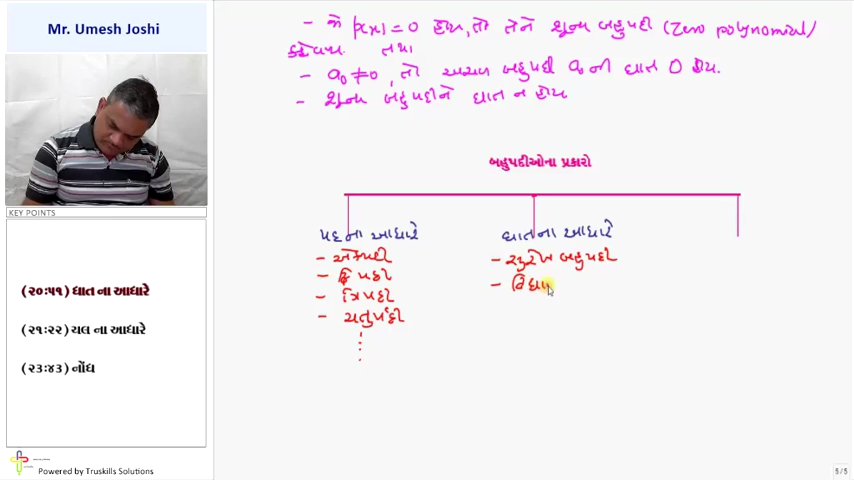 Mr. Umesh Joshi
KEY POINTS
(૨૦:૫૧) ઘાત ના આધારે
(૨૧:૨૨) ચલ ના આધારે
(૨૩:૪૩) નોંધ
Powered by Truskills Solutions
- જો p(x) = 0 હોય, તો તેને શૂન્ય બહુપદી (Zero polynomial)
કહેવાય તથા
- a₀ ≠ 0, તો અચળ બહુપદી a₀ ની ઘાત 0 હોય.
- શૂન્ય બહુપદીને ઘાત ન હોય
બહુપદીઓના પ્રકારો
પદના આધારે
- એકપદી
- દ્વિપદી
- ત્રિપદી
- ચતુષ્પદી
ઘાતના આધારે
- સુરેખ બહુપદી
- દ્વિઘા
5/5